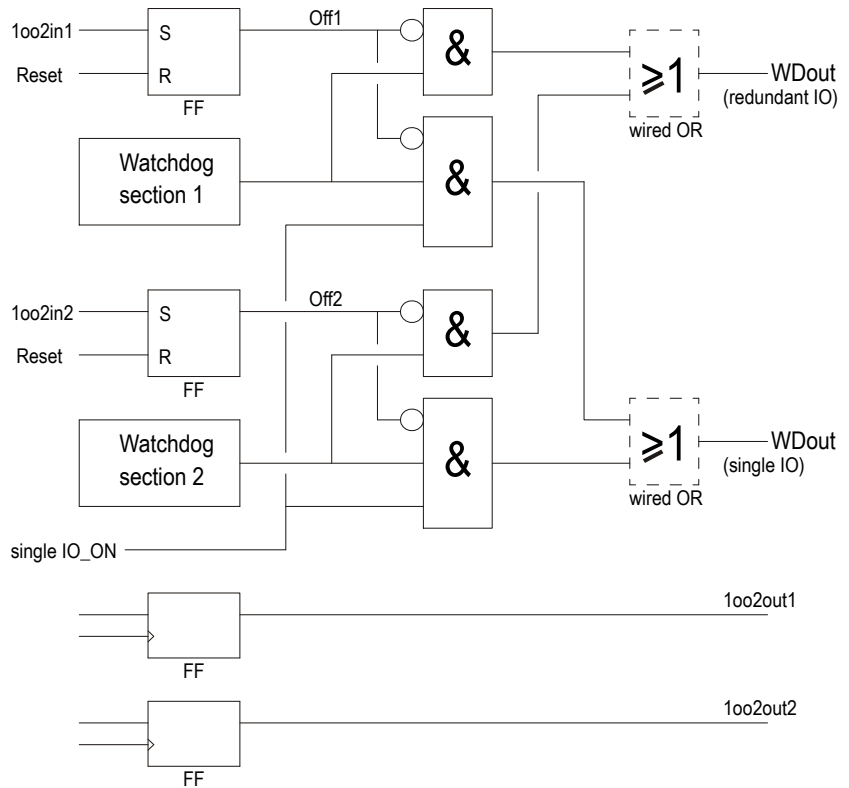 1oo2in1
S
Off1
&
⩾1
WDout
(redundant IO)
Reset
R
FF
wired OR
Watchdog
section 1
&
1oo2in2
S
Off2
&
Reset
R
FF
Watchdog
section 2
&
⩾1
WDout
(single IO)
wired OR
single IO_ON
1oo2out1
FF
1oo2out2
FF